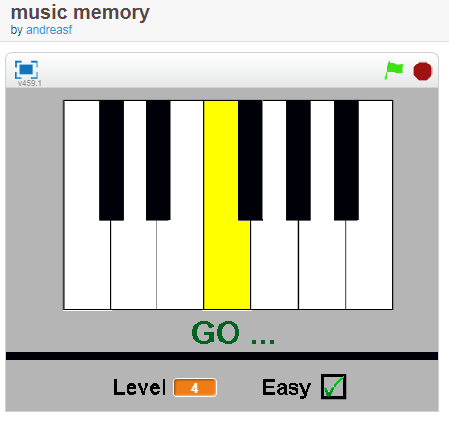 music memory
by andreasf
v459.1
GO ...
Level 4 Easy